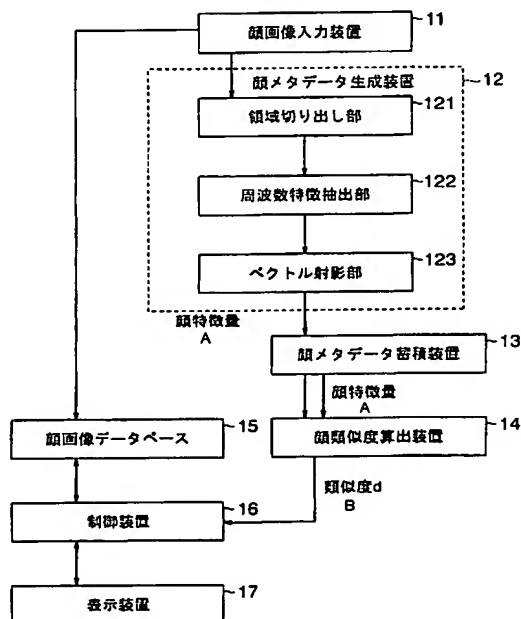 顔画像入力装置
11
顔メタデータ生成装置
12
領域切り出し部
121
周波数特徴抽出部
122
ベクトル射影部
123
顔特徴量
A
顔メタデータ蓄積装置
13
顔特徴量
A
顔画像データベース
15
顔類似度算出装置
14
類似度d
B
制御装置
16
表示装置
17